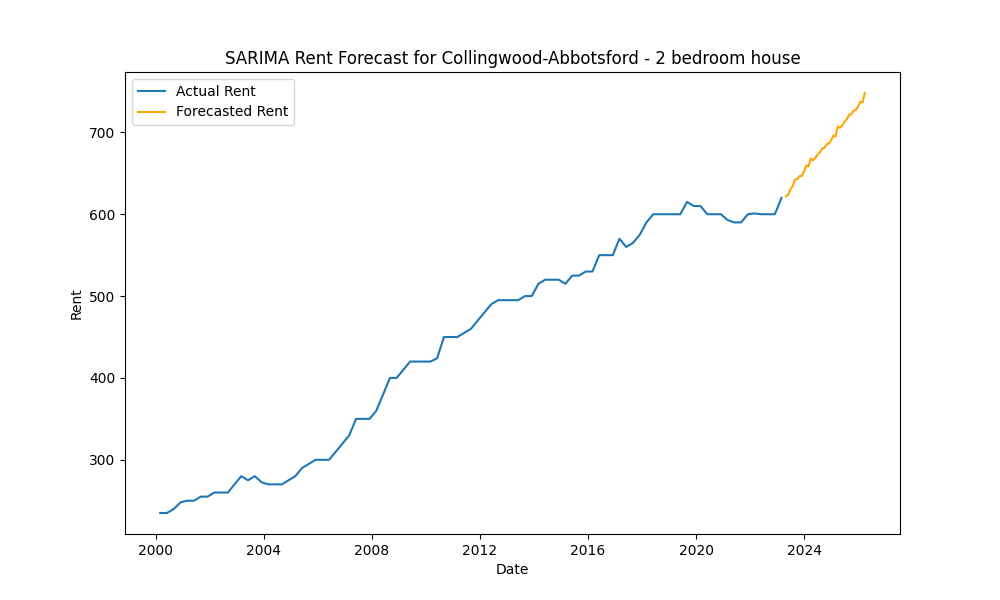 SARIMA Rent Forecast for Collingwood-Abbotsford - 2 bedroom house
Actual Rent
Forecasted Rent
700
600
500
400
300
Rent
2000 2004 2008 2012 2016 2020 2024
Date